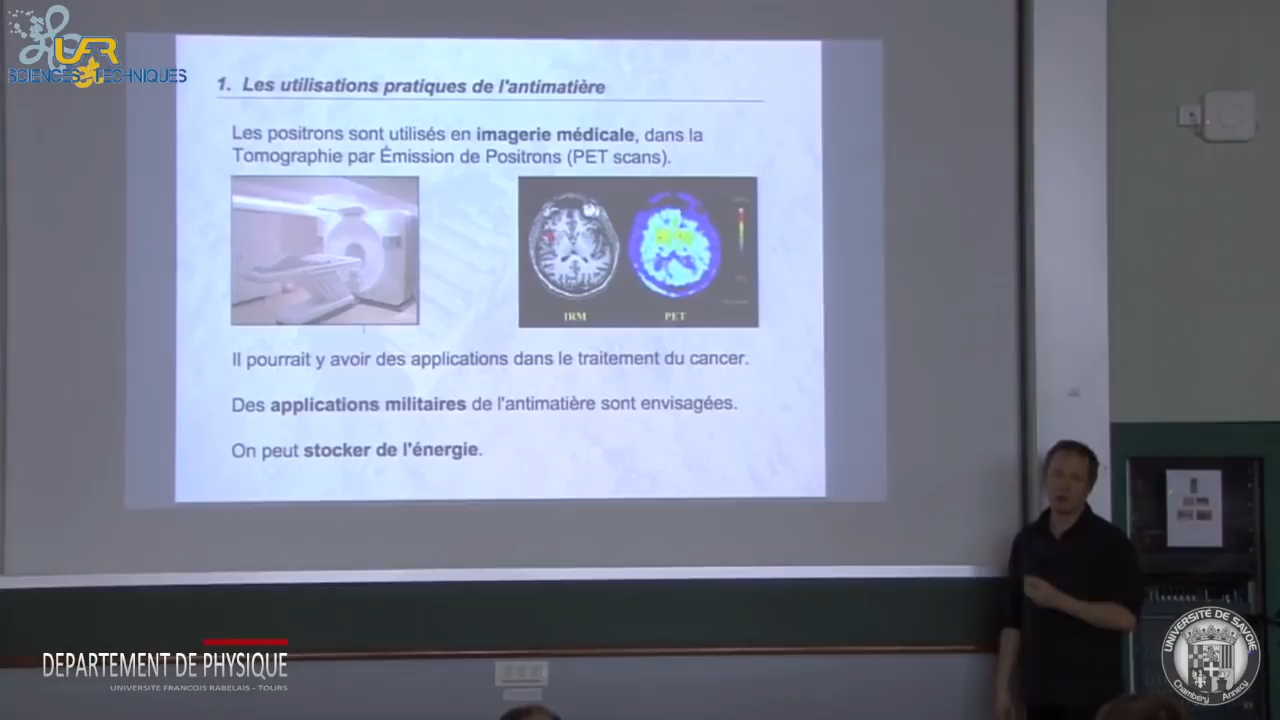 UFR
SCIENCES ET TECHNIQUES
1. Les utilisations pratiques de l'antimatière
Les positrons sont utilisés en imagerie médicale, dans la
Tomographie par Émission de Positrons (PET scans).
IRM
PET
Il pourrait y avoir des applications dans le traitement du cancer.
Des applications militaires de l'antimatière sont envisagées.
On peut stocker de l'énergie.
DEPARTEMENT DE PHYSIQUE
UNIVERSITE FRANCOIS RABELAIS - TOURS
UNIVERSITE DE SAVOIE
Chambéry Annecy